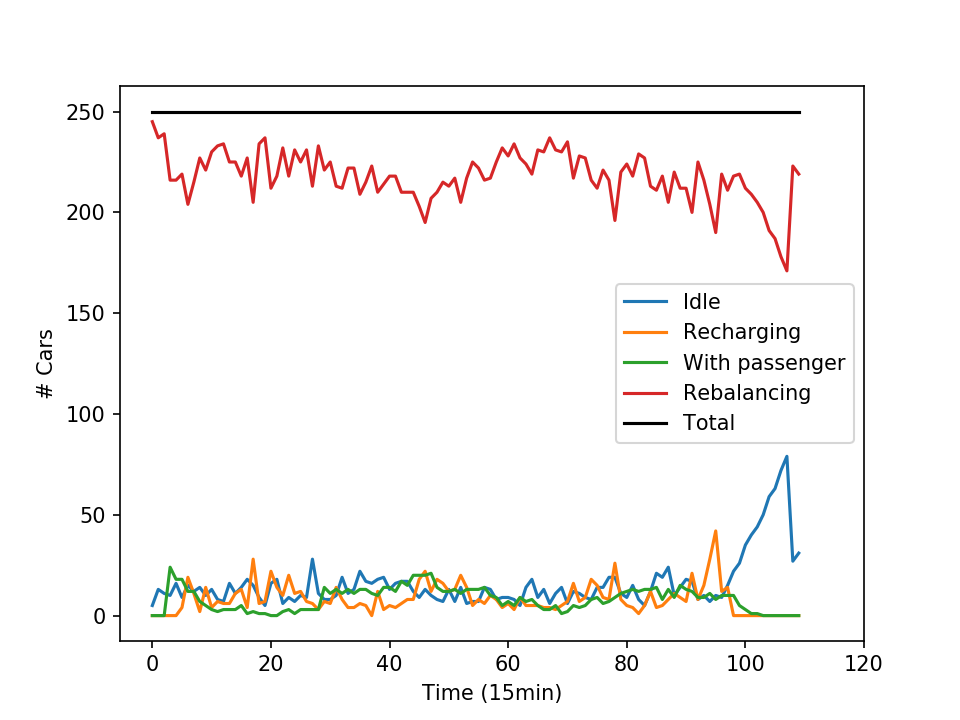 250
200
150
100
50
0
# Cars
Idle
Recharging
With passenger
Rebalancing
Total
0 20 40 60 80 100 120
Time (15min)